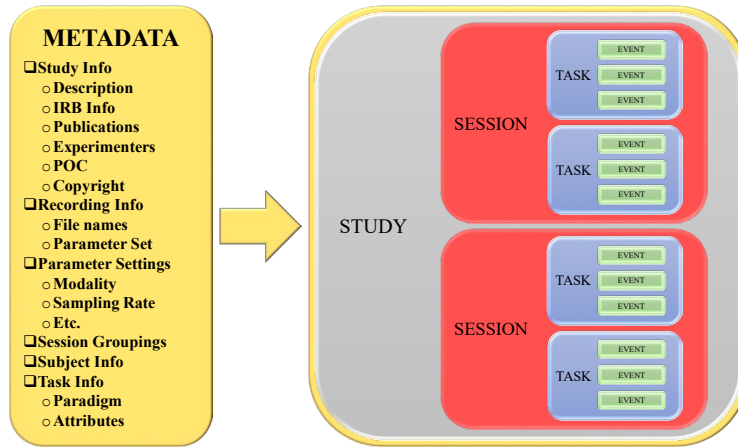 METADATA
❑Study Info
o Description
o IRB Info
o Publications
o Experimenters
o POC
o Copyright
❑Recording Info
o File names
o Parameter Set
❑Parameter Settings
o Modality
o Sampling Rate
o Etc.
❑Session Groupings
❑Subject Info
❑Task Info
o Paradigm
o Attributes
STUDY
SESSION
TASK
EVENT
EVENT
EVENT
TASK
EVENT
EVENT
EVENT
SESSION
TASK
EVENT
EVENT
EVENT
TASK
EVENT
EVENT
EVENT